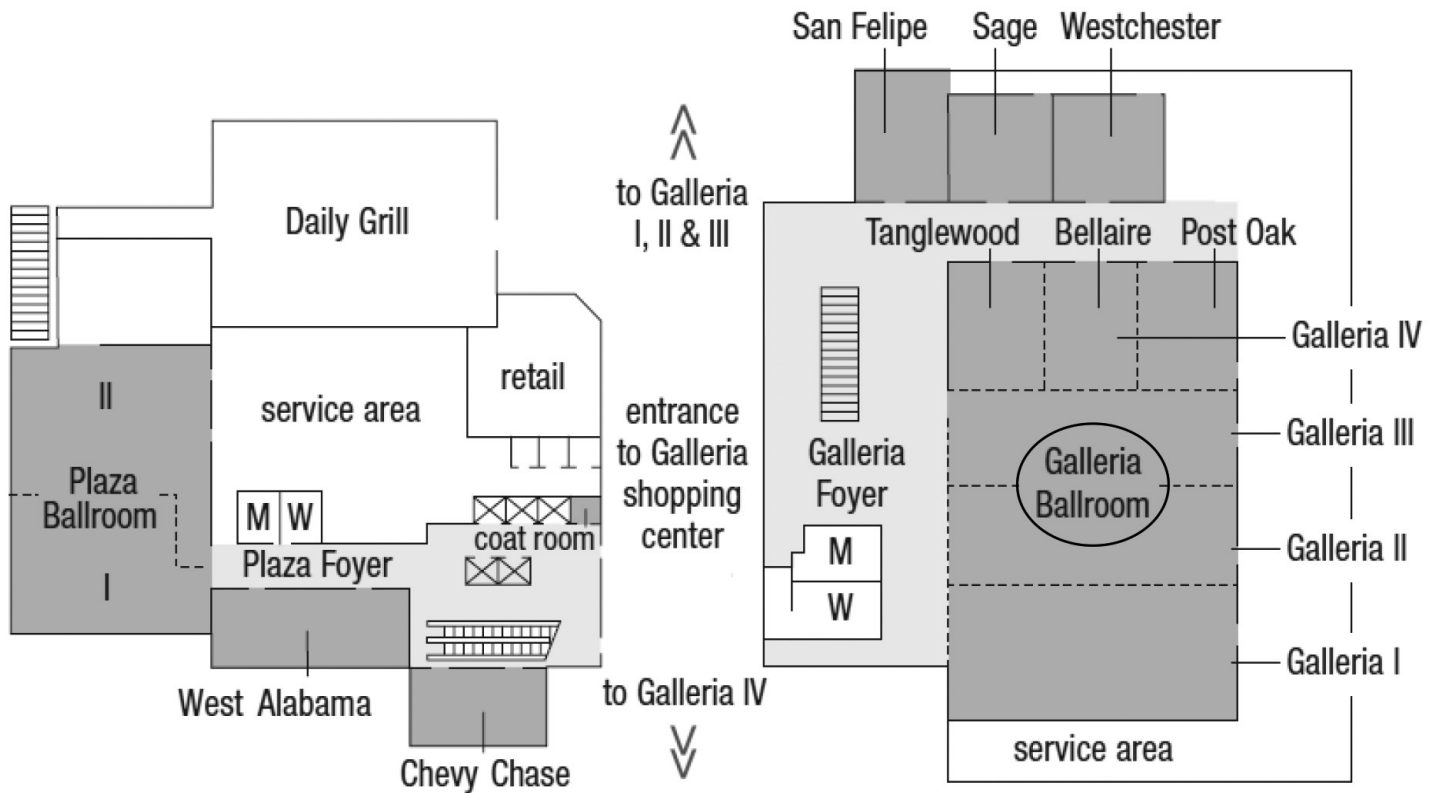 San Felipe
Sage
Westchester
Daily Grill
to Galleria
I, II & III
Tanglewood
Bellaire
Post Oak
Galleria IV
II
service area
retail
entrance
to Galleria
shopping
center
Galleria
Foyer
Galleria III
Galleria
Ballroom
Plaza
Ballroom
M
W
coat room
Plaza Foyer
M
W
Galleria II
I
Galleria I
West Alabama
to Galleria IV
Chevy Chase
service area